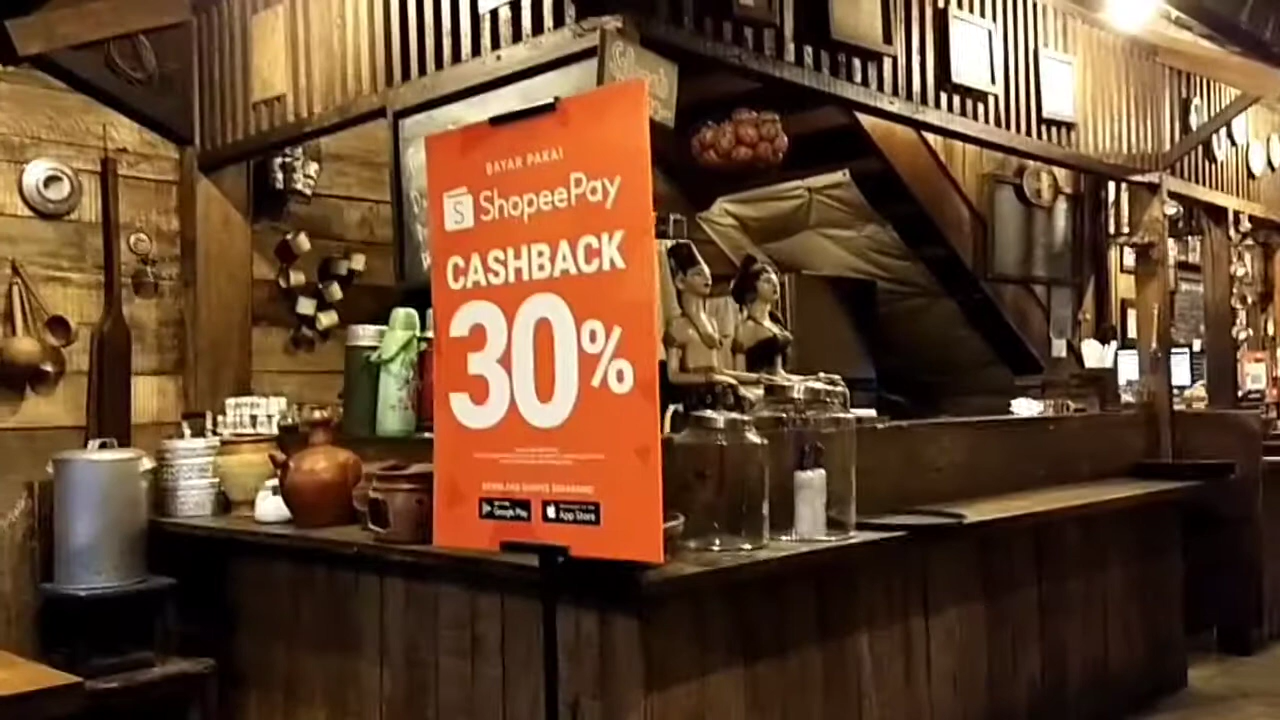 BAYAR PAKAI
S ShopeePay
CASHBACK
30%
DOWNLOAD SHOPEE SEKARANG!
Google Play
App Store